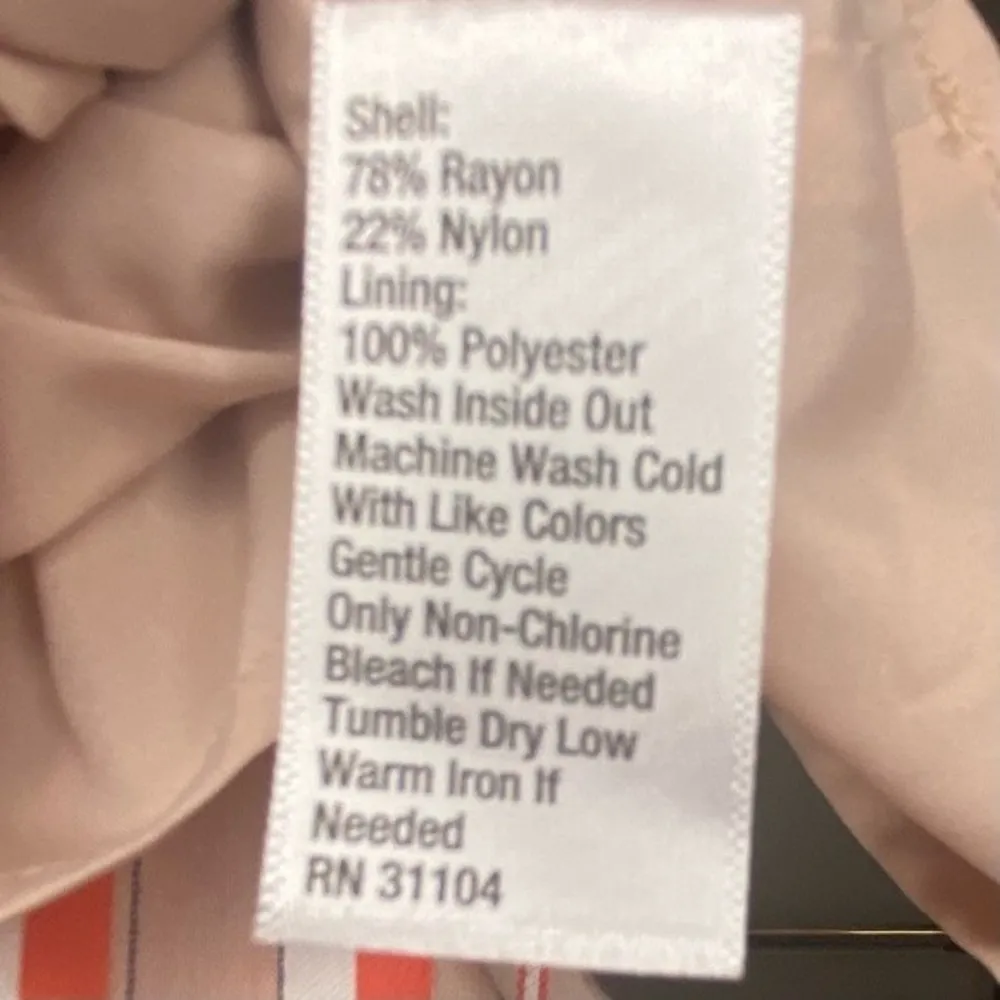 Shell:
78% Rayon
22% Nylon
Lining:
100% Polyester
Wash Inside Out
Machine Wash Cold
With Like Colors
Gentle Cycle
Only Non-Chlorine
Bleach If Needed
Tumble Dry Low
Warm Iron If
Needed
RN 31104